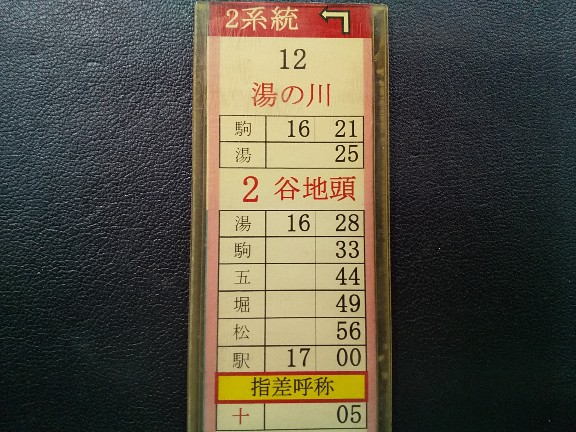 2系統
12
湯の川
駒 16 21
湯 25
2 谷地頭
湯 16 28
駒 33
五 44
堀 49
松 56
駅 17 00
指差呼称
十 05